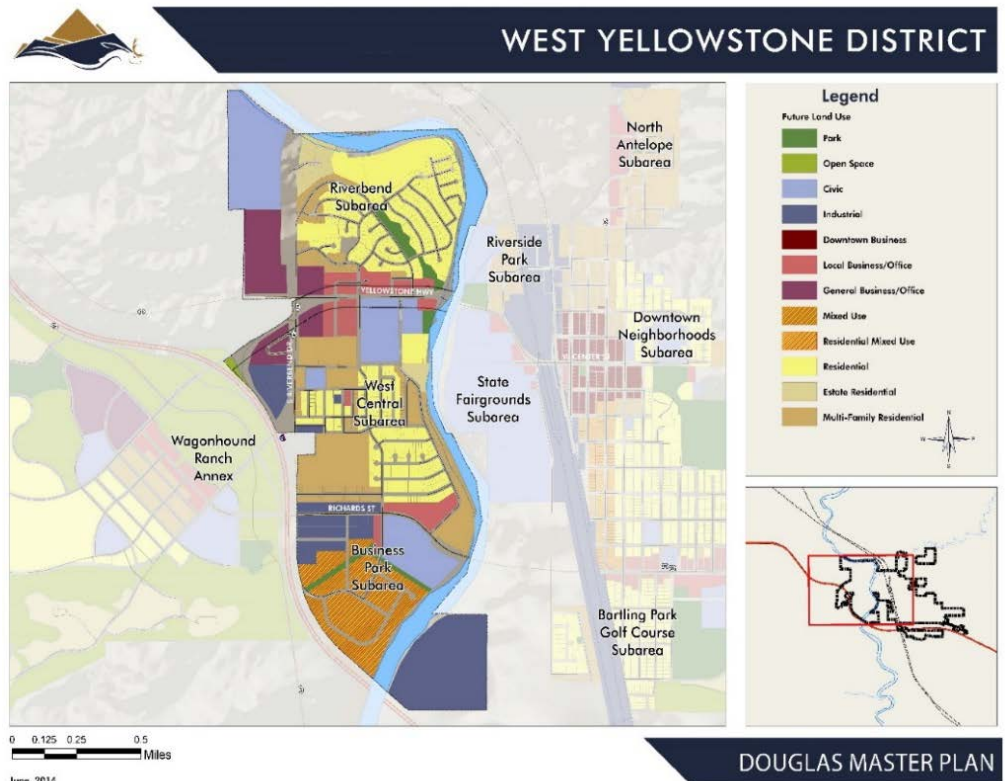 WEST YELLOWSTONE DISTRICT
Legend
Future Land Use
Park
Open Space
Civic
Industrial
Downtown Business
Local Business/Office
General Business/Office
Mixed Use
Residential Mixed Use
Residential
Estate Residential
Multi-Family Residential
North
Antelope
Subarea
Riverbend
Subarea
Riverside
Park
Subarea
YELLOWSTONE HWY
Downtown
Neighborhoods
Subarea
S RIVERBEND DR
W CENTER ST
West
Central
Subarea
State
Fairgrounds
Subarea
Wagonhound
Ranch
Annex
RICHARDS ST
Business
Park
Subarea
Bartling Park
Golf Course
Subarea
0 0.125 0.25 0.5
Miles
June, 2014
DOUGLAS MASTER PLAN